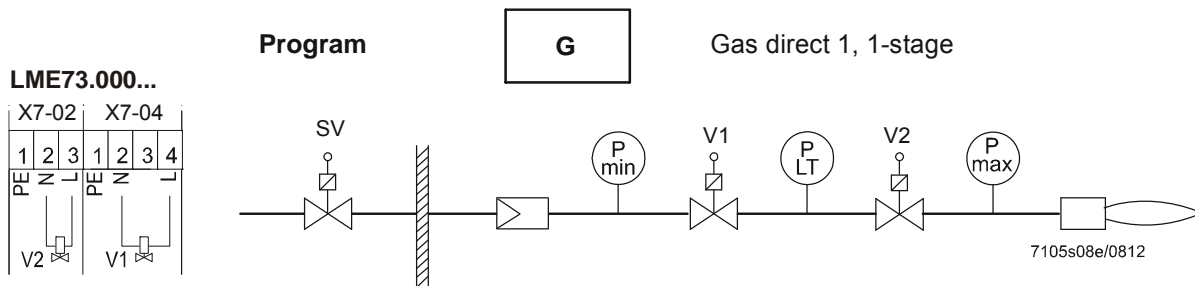 Program G Gas direct 1, 1-stage
LME73.000...
X7-02 X7-04
1 2 3 1 2 3 4
PE N L PE N L
V2 V1
SV
P min
V1
P LT
V2
P max
7105s08e/0812